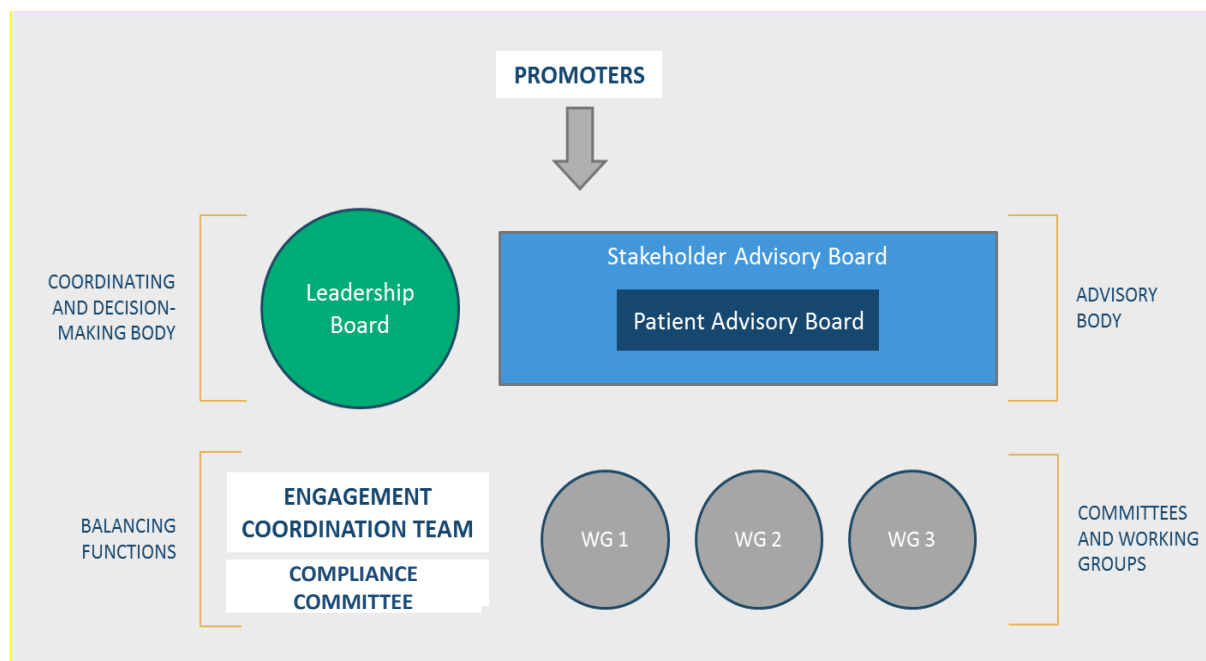 PROMOTERS
COORDINATING
AND DECISION-
MAKING BODY
Leadership
Board
Stakeholder Advisory Board
Patient Advisory Board
ADVISORY
BODY
BALANCING
FUNCTIONS
ENGAGEMENT
COORDINATION TEAM
COMPLIANCE
COMMITTEE
WG 1
WG 2
WG 3
COMMITTEES
AND WORKING
GROUPS